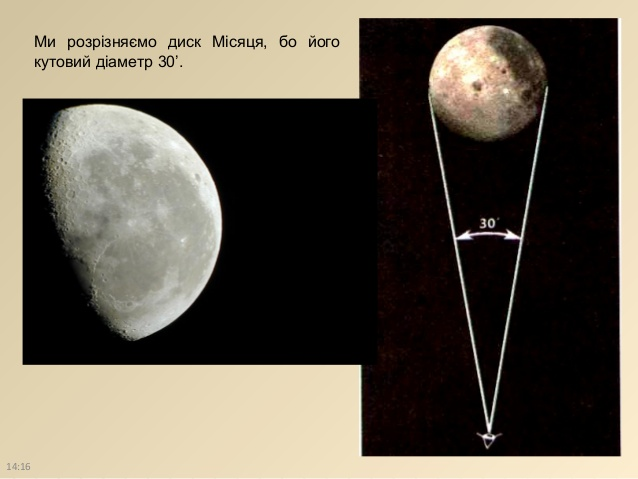 Ми розрізняємо диск Місяця, бо його
кутовий діаметр 30’.
30'
14:16